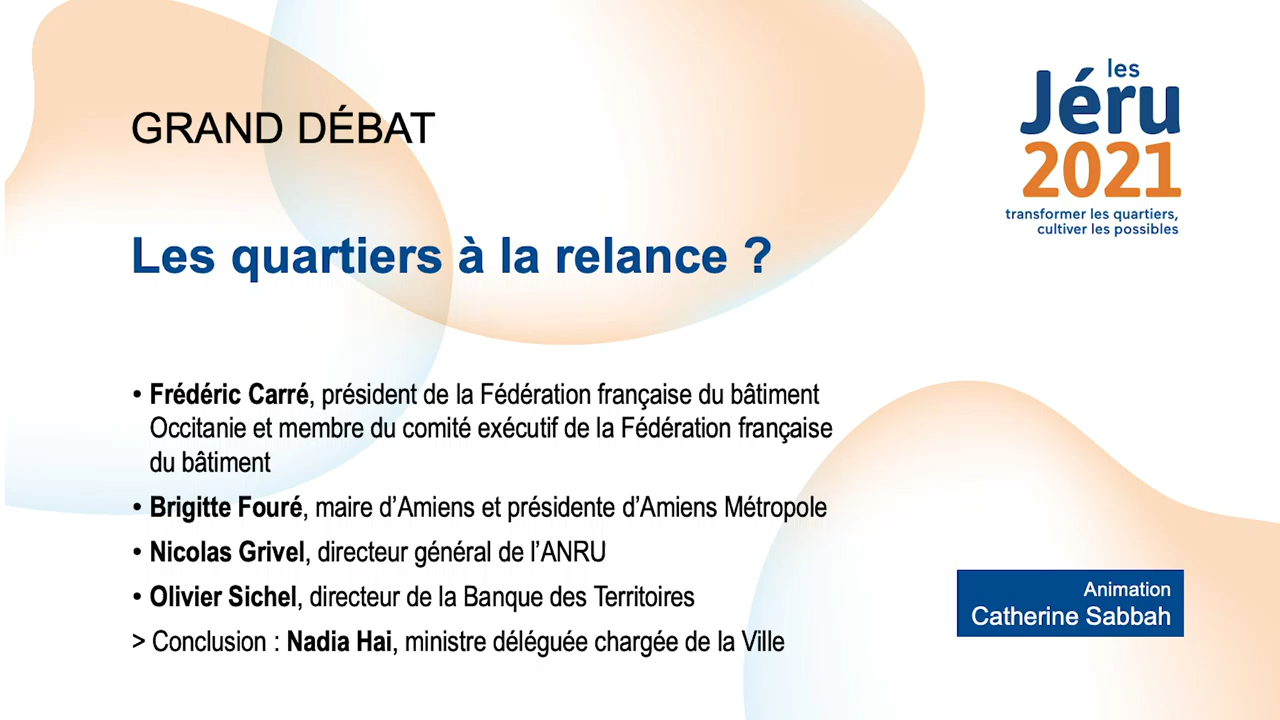 GRAND DÉBAT
les
Jéru
2021
transformer les quartiers,
cultiver les possibles
Les quartiers à la relance ?
• Frédéric Carré, président de la Fédération française du bâtiment
Occitanie et membre du comité exécutif de la Fédération française
du bâtiment
• Brigitte Fouré, maire d’Amiens et présidente d’Amiens Métropole
• Nicolas Grivel, directeur général de l’ANRU
• Olivier Sichel, directeur de la Banque des Territoires
> Conclusion : Nadia Hai, ministre déléguée chargée de la Ville
Animation
Catherine Sabbah